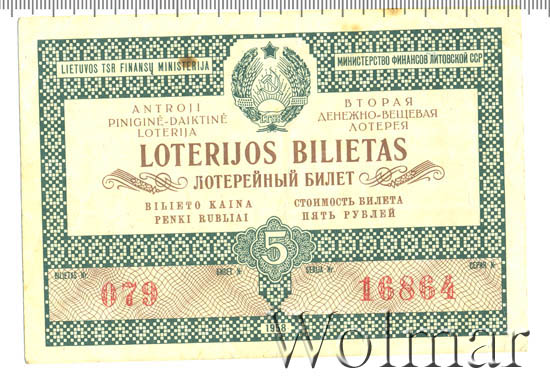 LIETUVOS TSR FINANSŲ MINISTERIJA
МИНИСТЕРСТВО ФИНАНСОВ ЛИТОВСКОЙ ССР
ANTROJI
PINIGINĖ-DAIKTINĖ
LOTERIJA
ВТОРАЯ
ДЕНЕЖНО-ВЕЩЕВАЯ
ЛОТЕРЕЯ
LOTERIJOS BILIETAS
ЛОТЕРЕЙНЫЙ БИЛЕТ
BILIETO KAINA
PENKI RUBLIAI
СТОИМОСТЬ БИЛЕТА
ПЯТЬ РУБЛЕЙ
5
BILIETAS Nr.
БИЛЕТ №
SERIJA Nr.
СЕРИЯ №
079
16864
1958
Wolmar